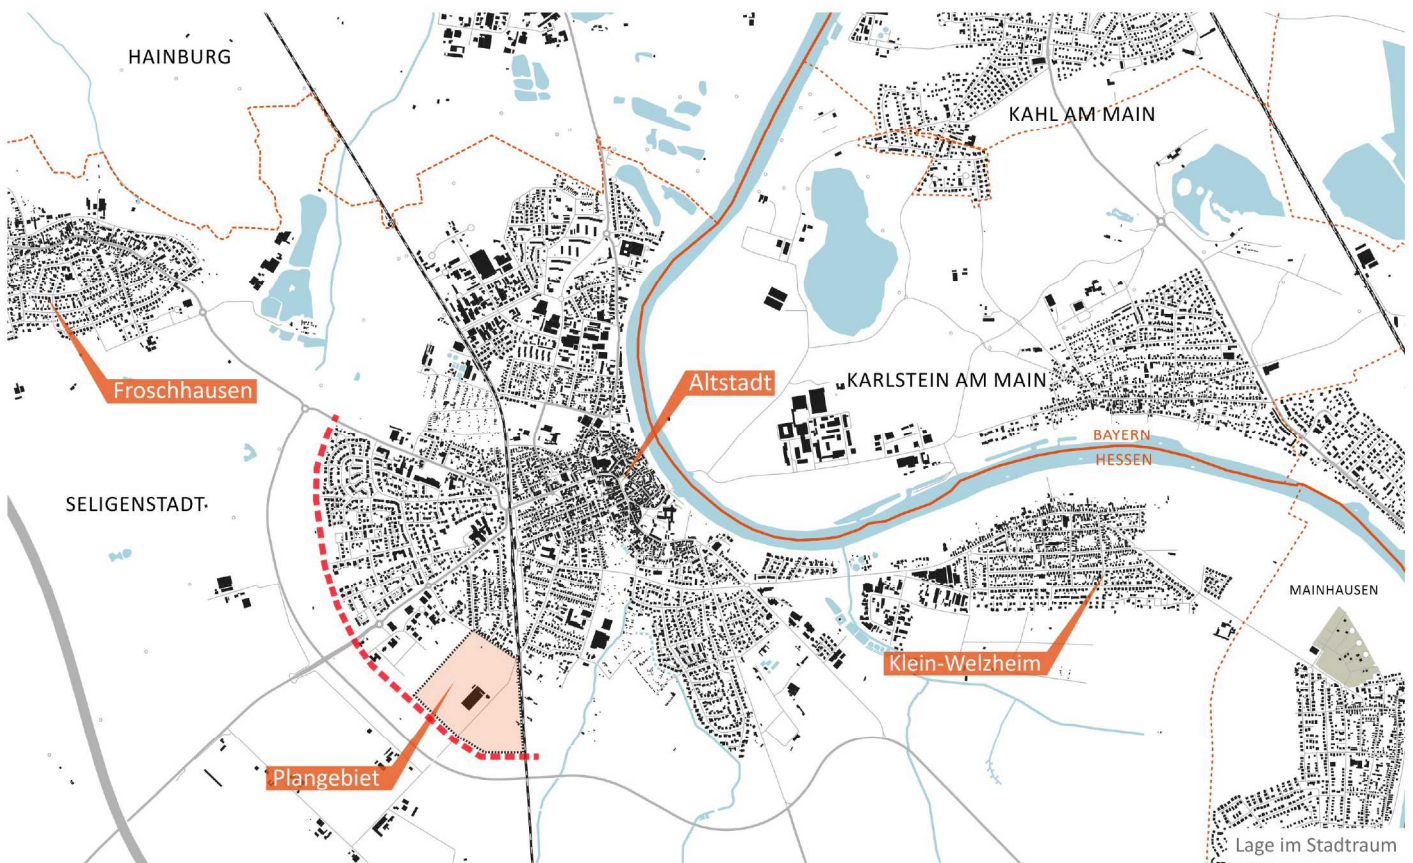 HAINBURG
KAHL AM MAIN
Froschhausen
Altstadt
KARLSTEIN AM MAIN
BAYERN
HESSEN
SELIGENSTADT
MAINHAUSEN
Klein-Welzheim
Plangebiet
Lage im Stadtraum